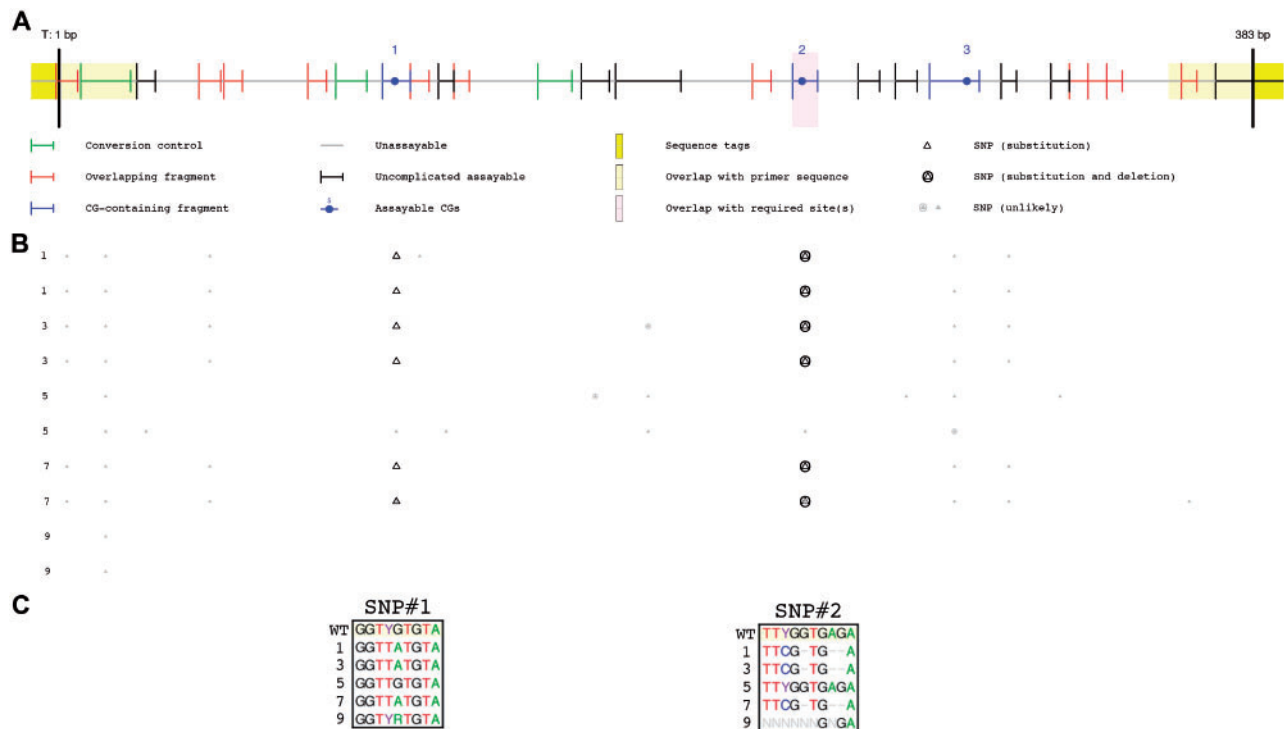 A
T: 1 bp
383 bp
1
2
3
Conversion control
Unassayable
Sequence tags
SNP (substitution)
Overlapping fragment
Uncomplicated assayable
Overlap with primer sequence
SNP (substitution and deletion)
CG-containing fragment
Assayable CGs
Overlap with required site(s)
SNP (unlikely)
B
1
1
3
3
5
5
7
7
9
9
C
SNP#1
WT GGTYGTGTA
1 GGTTATGTA
3 GGTTATGTA
5 GGTTGTGTA
7 GGTTATGTA
9 GGTYRTGTA
SNP#2
WT TTYGGTGAGA
1 TTCG-TG--A
3 TTCG-TG--A
5 TTYGGTGAGA
7 TTCG-TG--A
9 NNNNNNGNGA